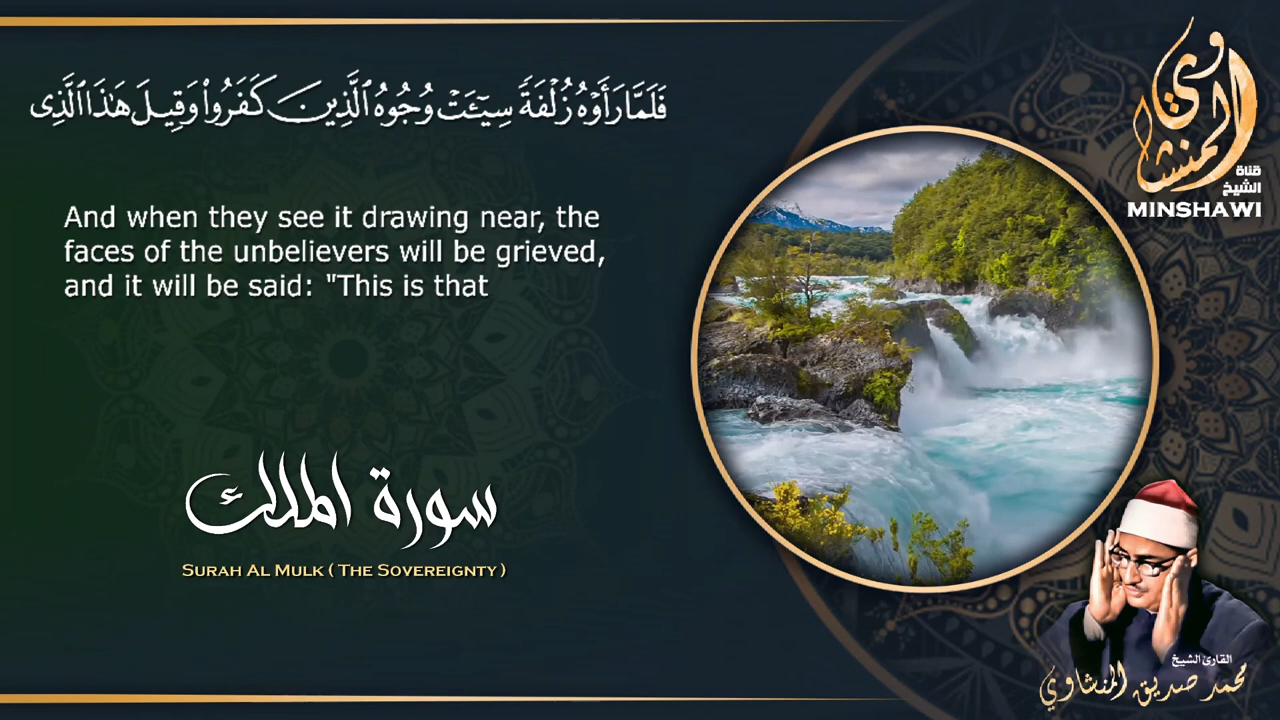 فَلَمَّا رَأَوْهُ زُلْفَةً سِيٓـَٔتْ وُجُوهُ ٱلَّذِينَ كَفَرُوا۟ وَقِيلَ هَٰذَا ٱلَّذِى
And when they see it drawing near, the
faces of the unbelievers will be grieved,
and it will be said: "This is that
سورة الملك
SURAH AL MULK ( THE SOVEREIGNTY )
المنشاوي
قناة
الشيخ
MINSHAWI
القارئ الشيخ
محمد صديق المنشاوي